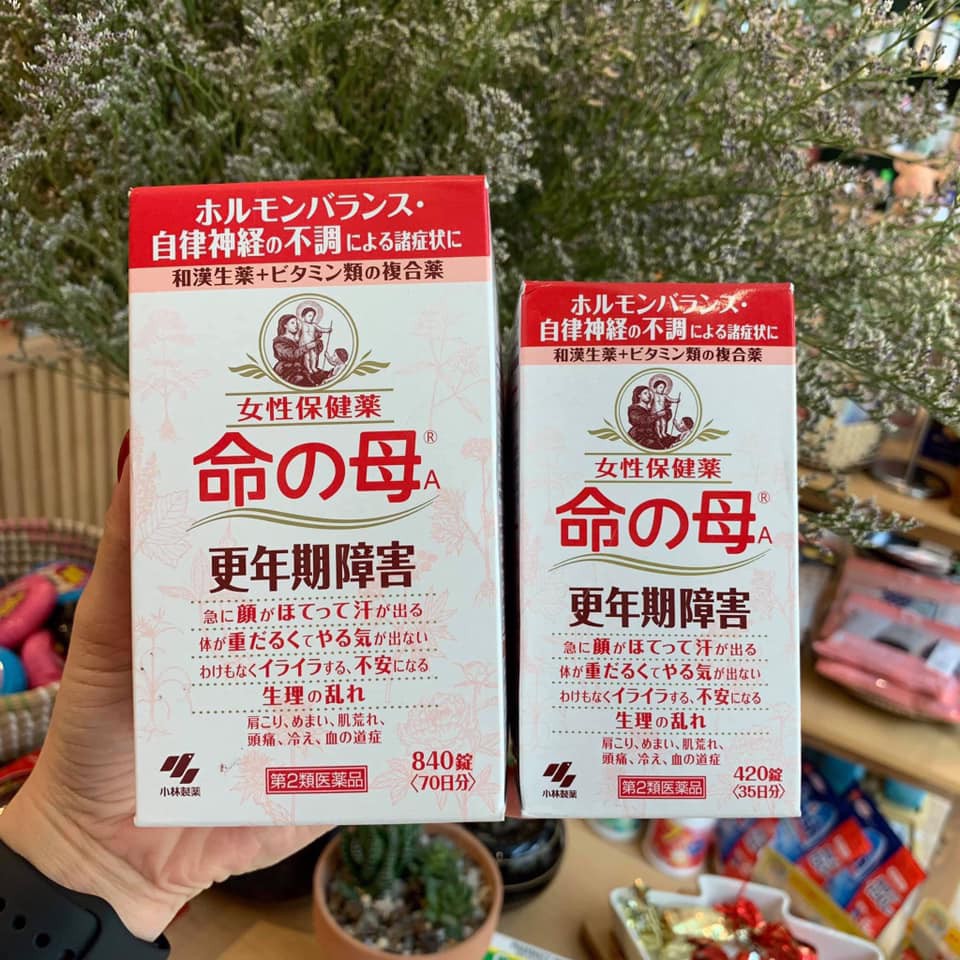 ホルモンバランス・
自律神経の不調による諸症状に
和漢生薬+ビタミン類の複合薬
女性保健薬
命の母®A
更年期障害
急に顔がほてって汗が出る
体が重だるくてやる気が出ない
わけもなくイライラする、不安になる
生理の乱れ
肩こり、めまい、肌荒れ、
頭痛、冷え、血の道症
小林製薬
第2類医薬品
840錠
〈70日分〉
ホルモンバランス・
自律神経の不調による諸症状に
和漢生薬+ビタミン類の複合薬
女性保健薬
命の母®A
更年期障害
急に顔がほてって汗が出る
体が重だるくてやる気が出ない
わけもなくイライラする、不安になる
生理の乱れ
肩こり、めまい、肌荒れ、
頭痛、冷え、血の道症
小林製薬
第2類医薬品
420錠
〈35日分〉